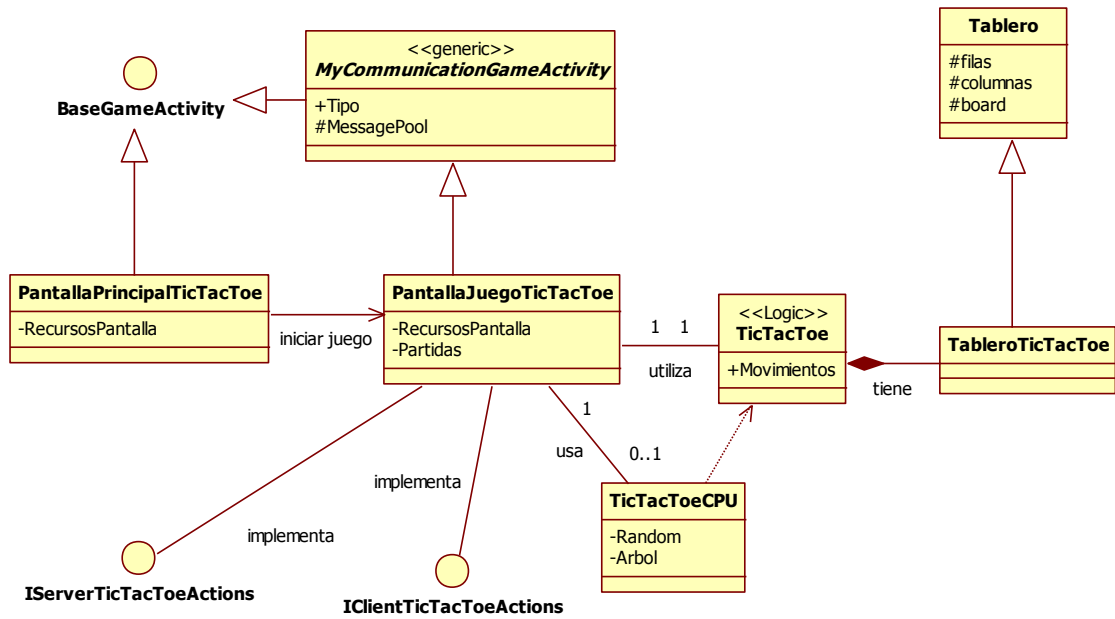 <<generic>>
MyCommunicationGameActivity
+Tipo
#MessagePool
BaseGameActivity
Tablero
#filas
#columnas
#board
PantallaPrincipalTicTacToe
-RecursosPantalla
iniciar juego
PantallaJuegoTicTacToe
-RecursosPantalla
-Partidas
1 1
utiliza
<<Logic>>
TicTacToe
+Movimientos
tiene
TableroTicTacToe
1
usa
0..1
implementa
implementa
TicTacToeCPU
-Random
-Arbol
IServerTicTacToeActions
IClientTicTacToeActions